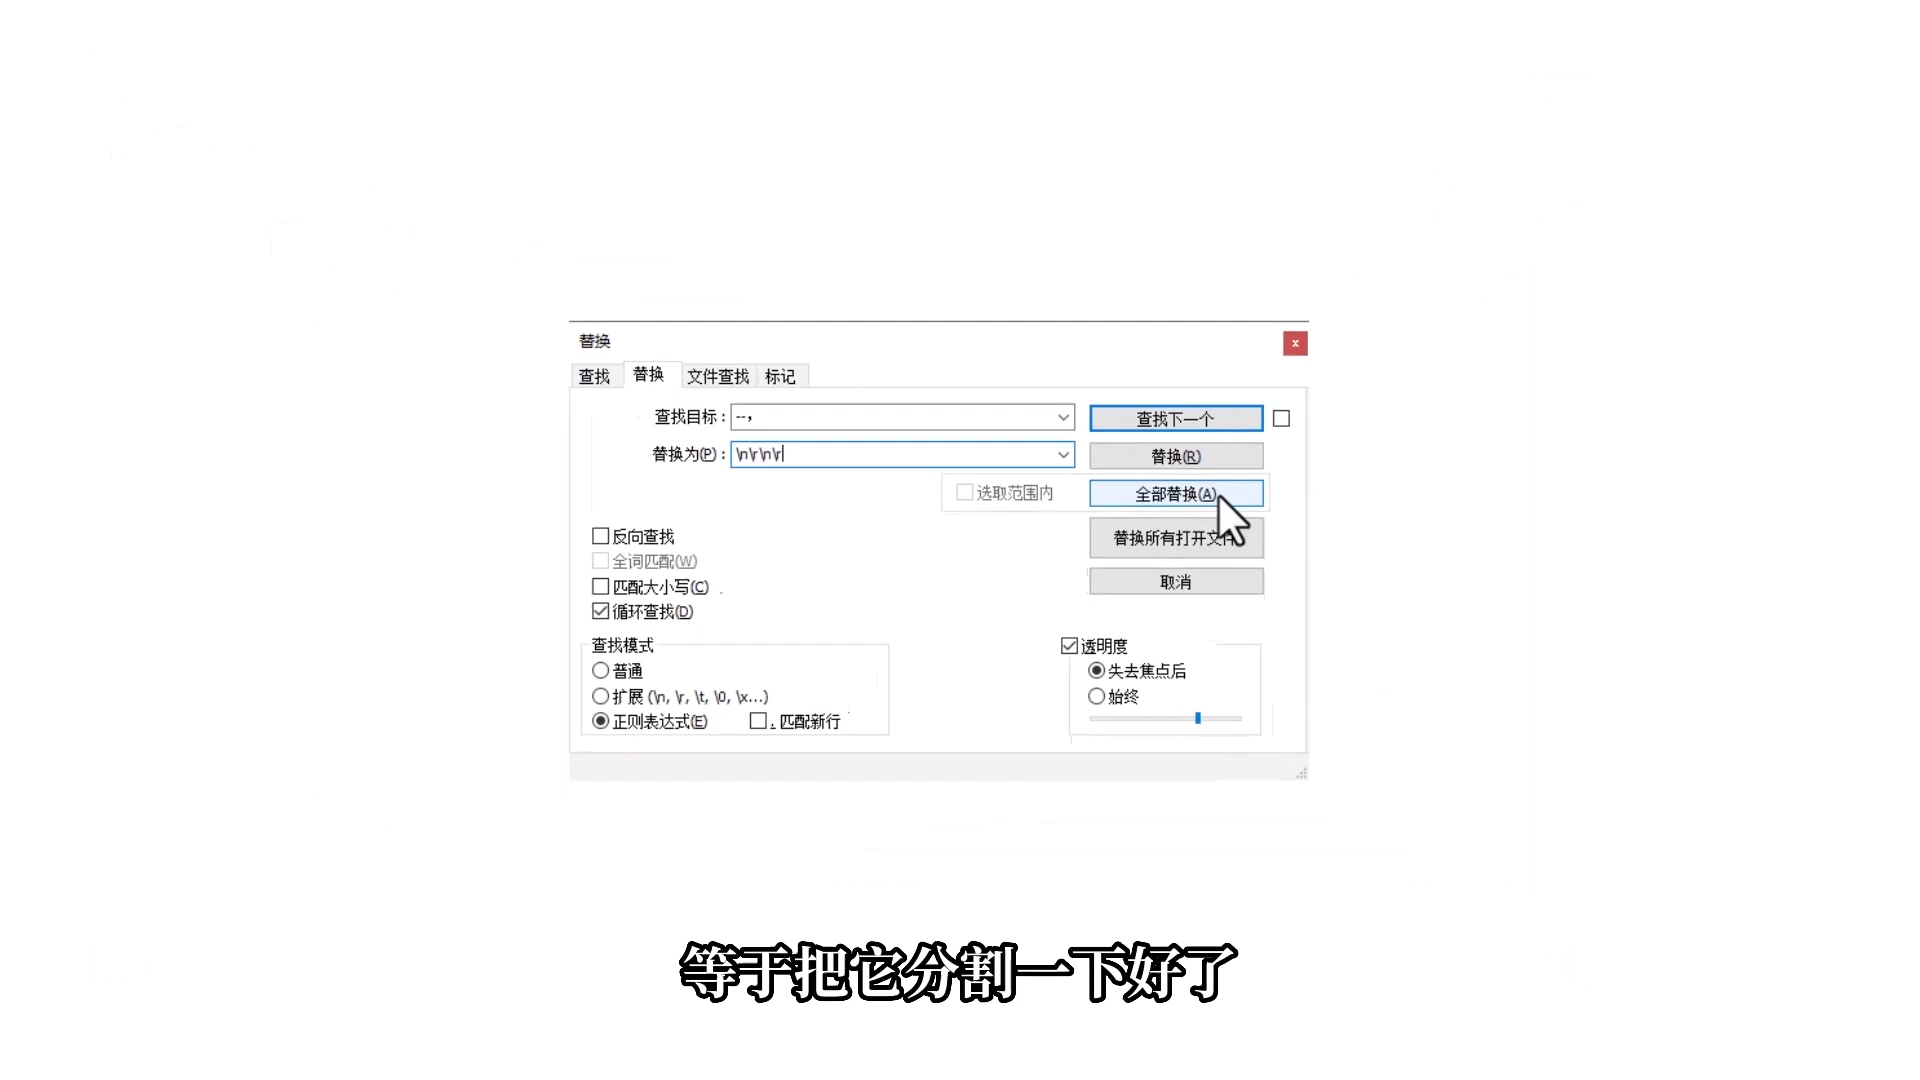 替换
x
查找 替换 文件查找 标记
查找目标： --， 查找下一个
替换为(P)： \n\r\n\r 替换(R)
选取范围内 全部替换(A)
反向查找 替换所有打开文件
全词匹配(W)
匹配大小写(C) 取消
循环查找(D)
查找模式 透明度
普通 失去焦点后
扩展 (\n, \r, \t, \0, \x...) 始终
正则表达式(E) . 匹配新行
等于把它分割一下好了